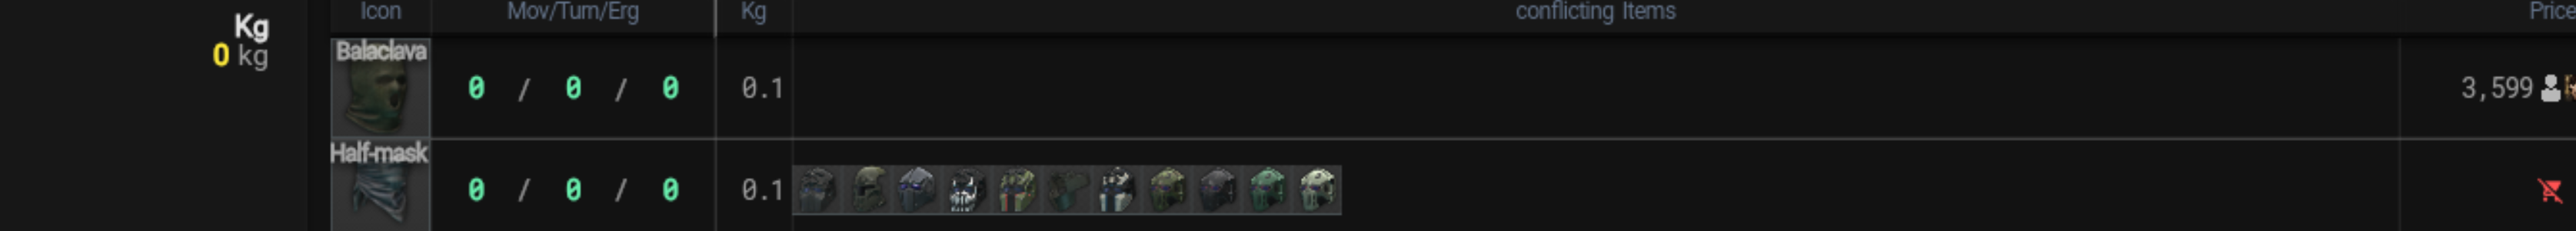 Icon Mov/Turn/Erg Kg conflicting Items Price
Kg
0 kg
Balaclava
0 / 0 / 0 0.1 3,599
Half-mask
0 / 0 / 0 0.1